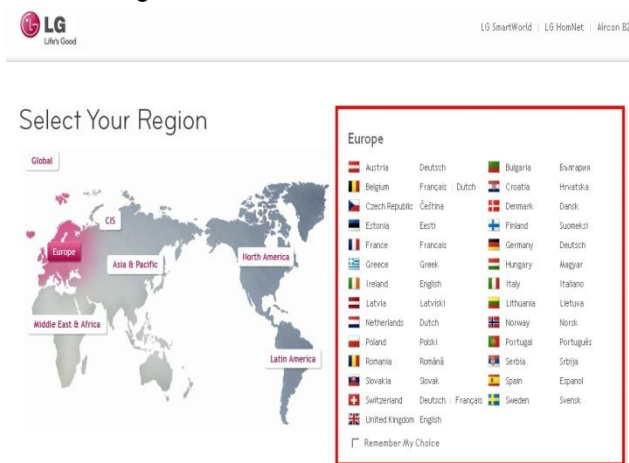 LG
Life's Good
LG SmartWorld | LG HomNet | Aircon B2
Select Your Region
Global
CIS
Europe
Asia & Pacific
North America
Middle East & Africa
Latin America
Europe
Austria Deutsch Bulgaria България
Belgium Français | Dutch Croatia Hrvatska
Czech Republic Čeština Denmark Dansk
Estonia Eesti Finland Suomeksi
France Francais Germany Deutsch
Greece Greek Hungary Magyar
Ireland English Italy Italiano
Latvia Latviski Lithuania Lietuva
Netherlands Dutch Norway Norsk
Poland Polski Portugal Português
Romania Română Serbia Srbija
Slovakia Slovak Spain Espanol
Switzerland Deutsch | Français Sweden Svensk
United Kingdom English
Remember My Choice